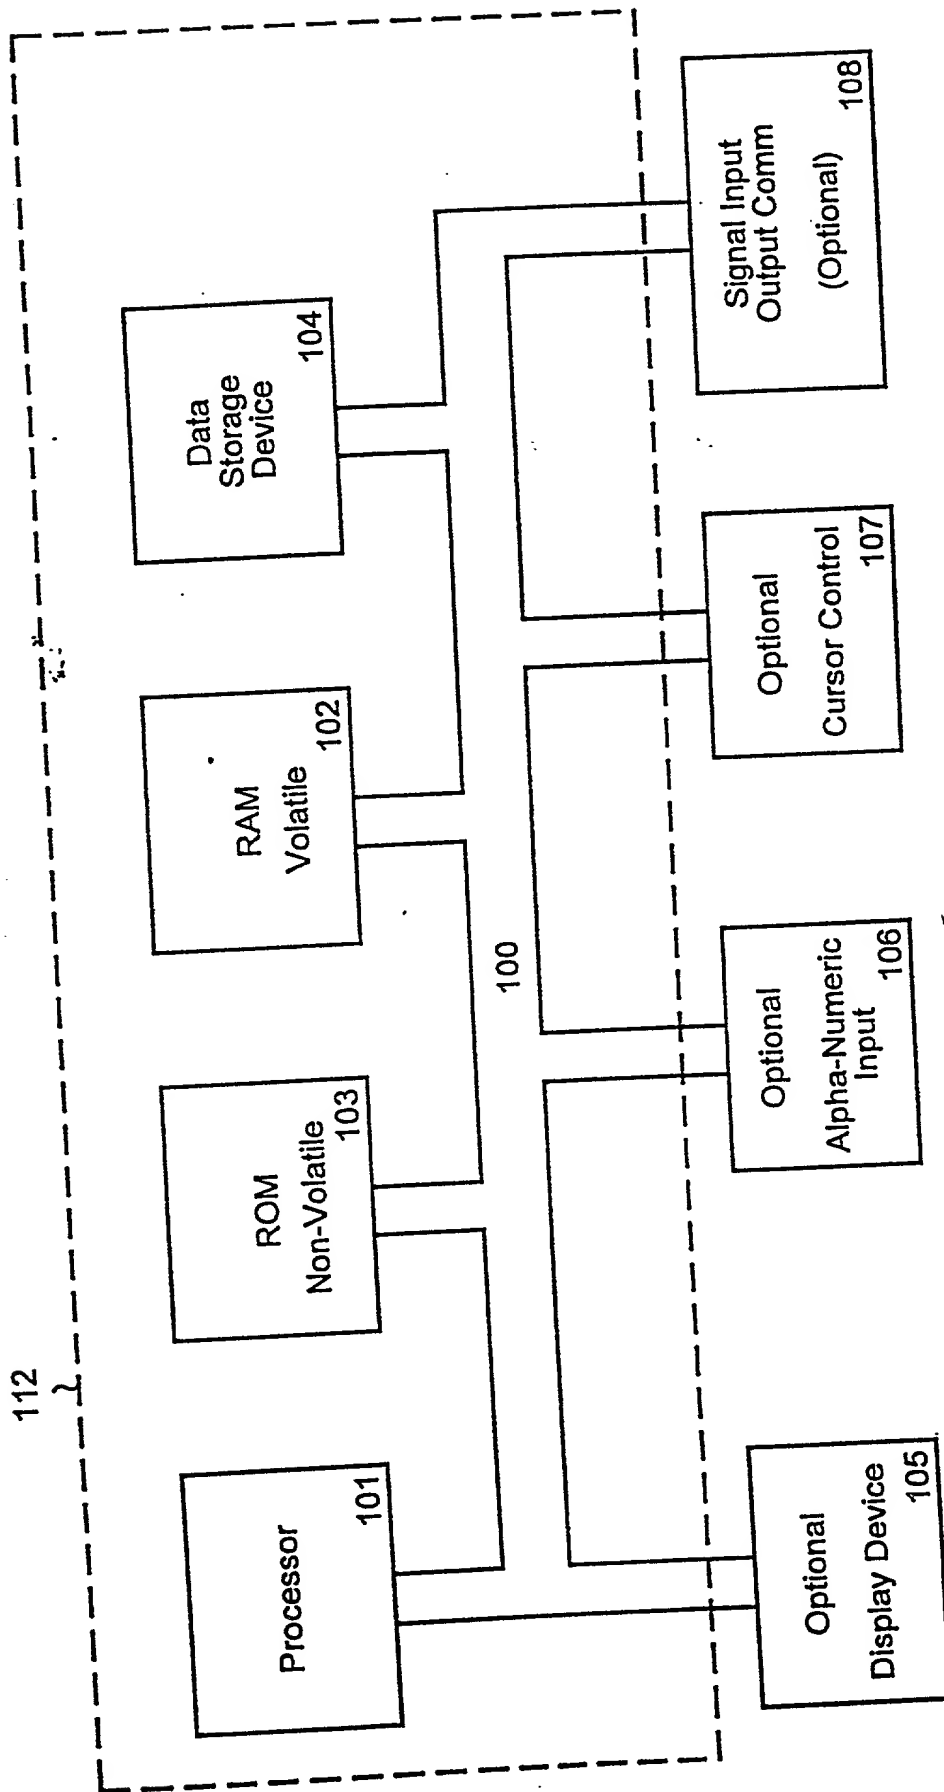 112
Processor
101
ROM
Non-Volatile
103
RAM
Volatile
102
Data
Storage
Device
104
100
Optional
Display Device
105
Optional
Alpha-Numeric
Input
106
Optional
Cursor Control
107
Signal Input
Output Comm
(Optional)
108